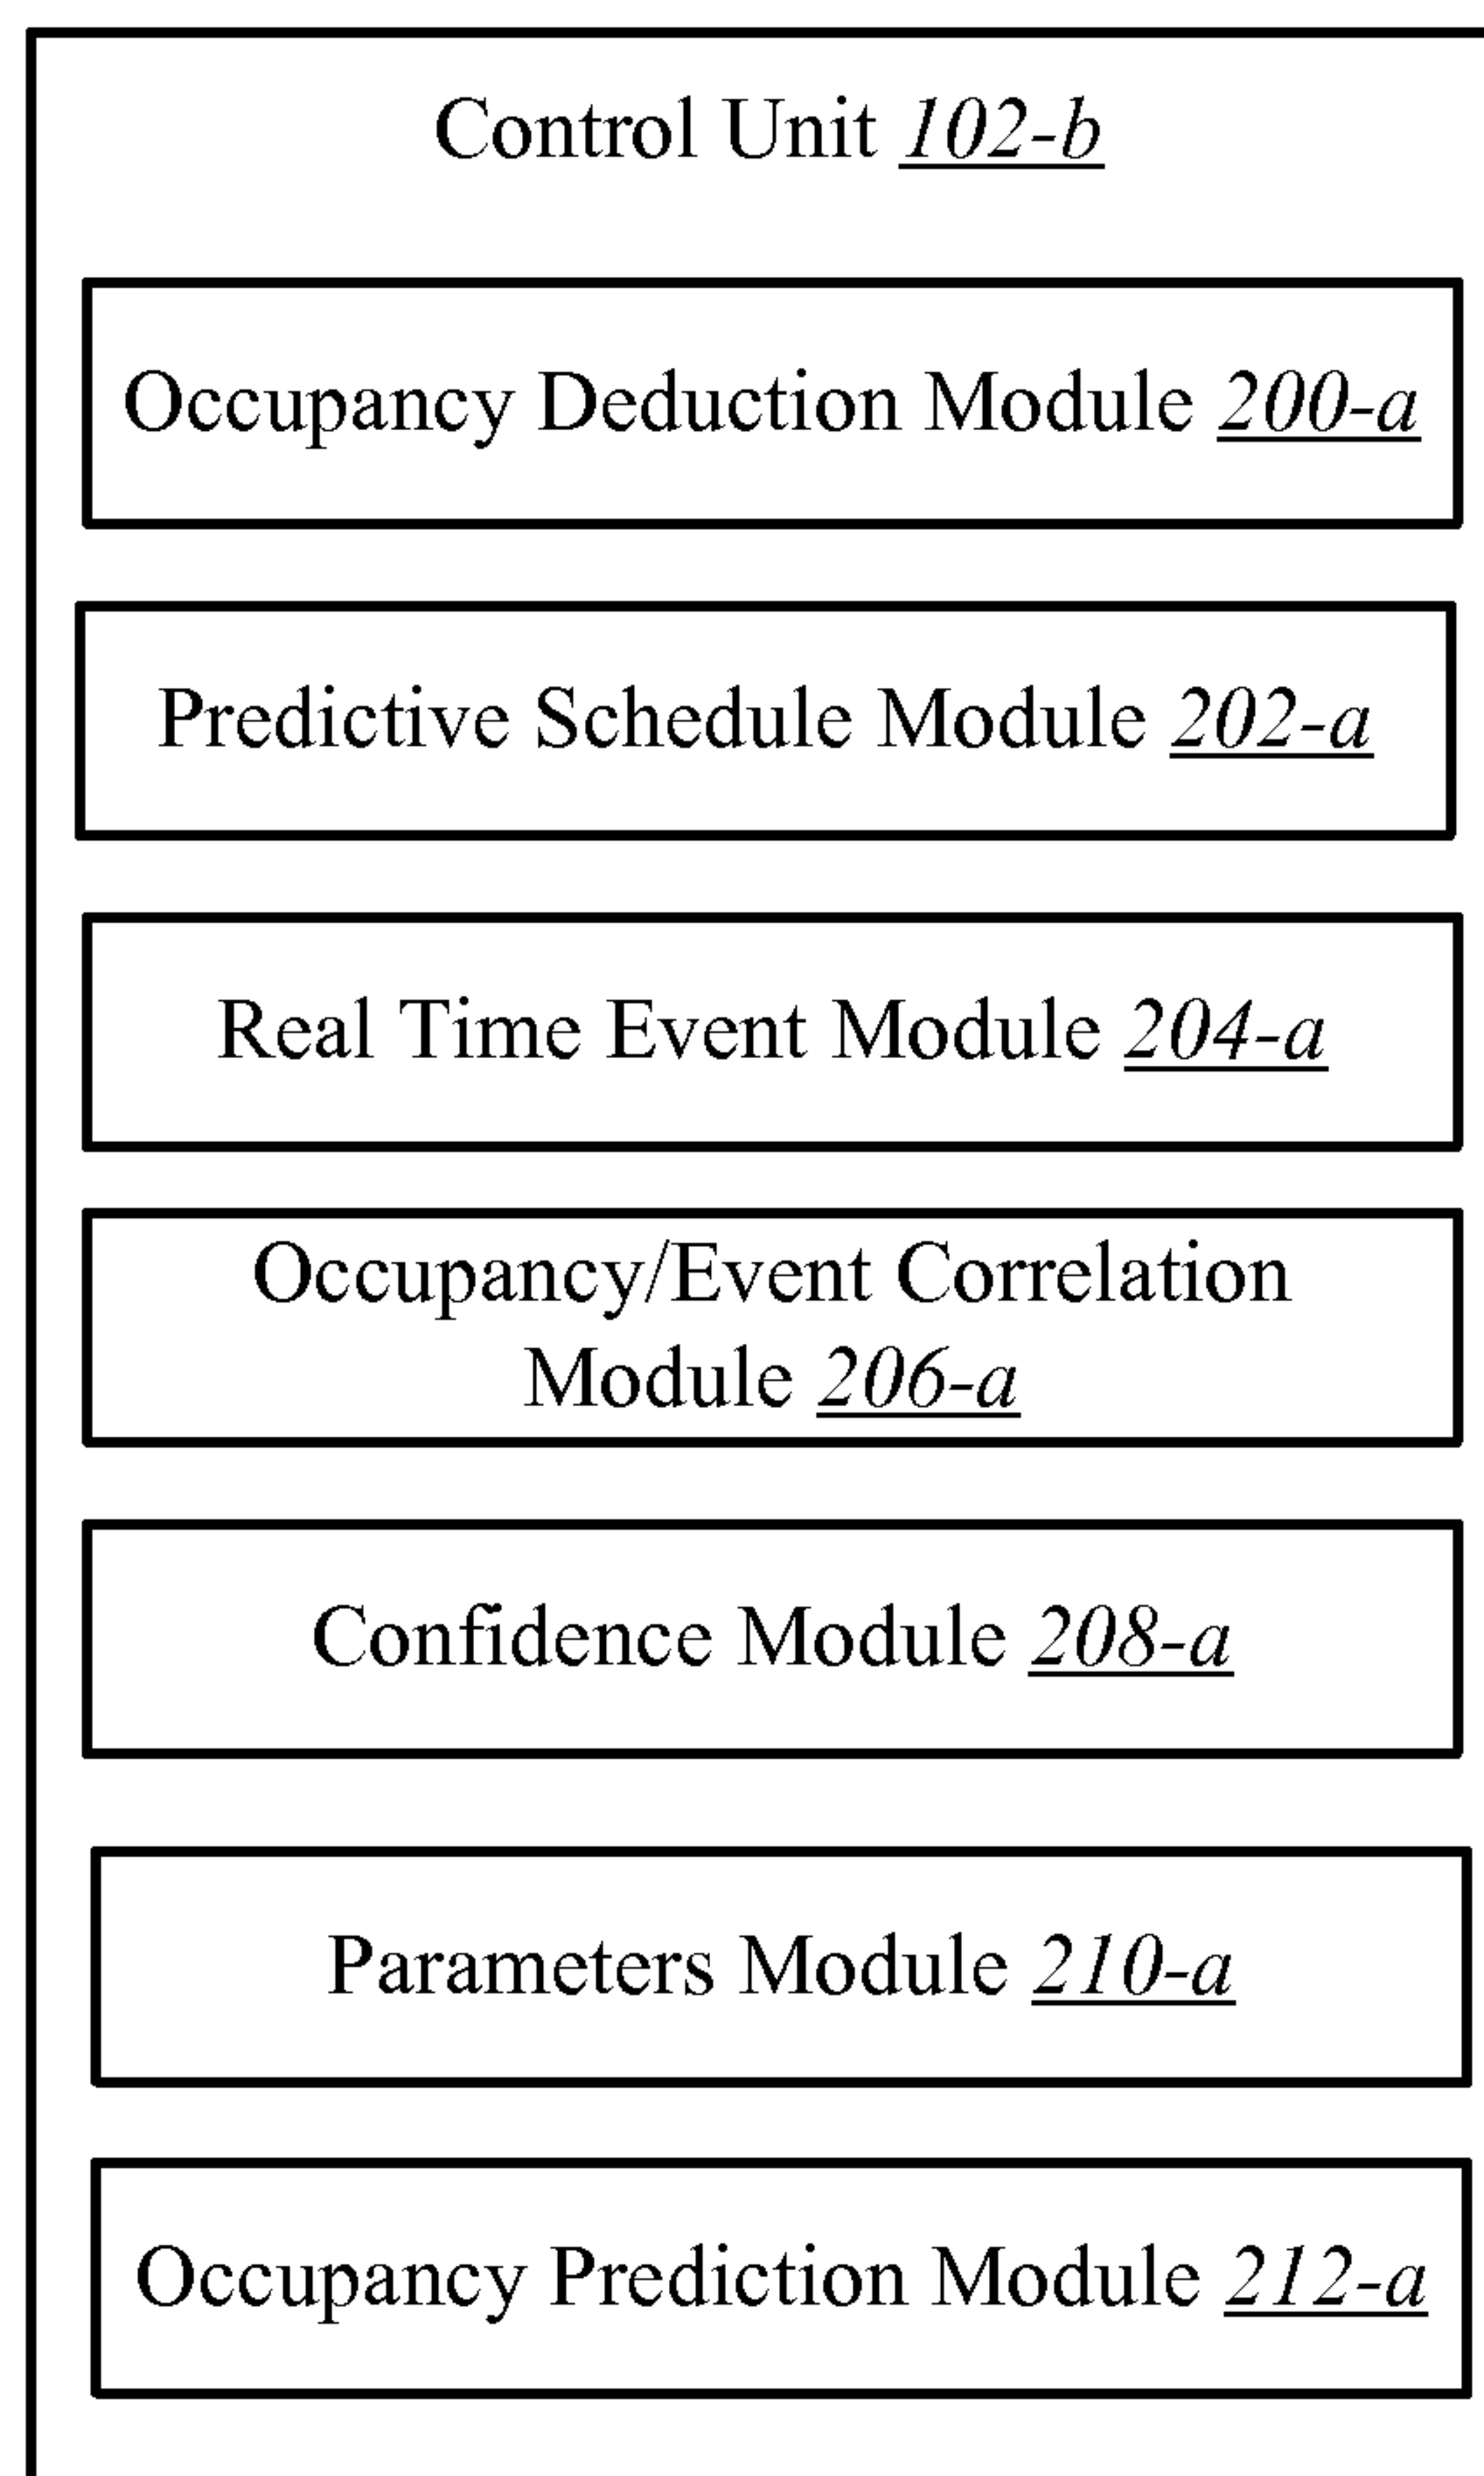 Control Unit 102-b
Occupancy Deduction Module 200-a
Predictive Schedule Module 202-a
Real Time Event Module 204-a
Occupancy/Event Correlation
Module 206-a
Confidence Module 208-a
Parameters Module 210-a
Occupancy Prediction Module 212-a